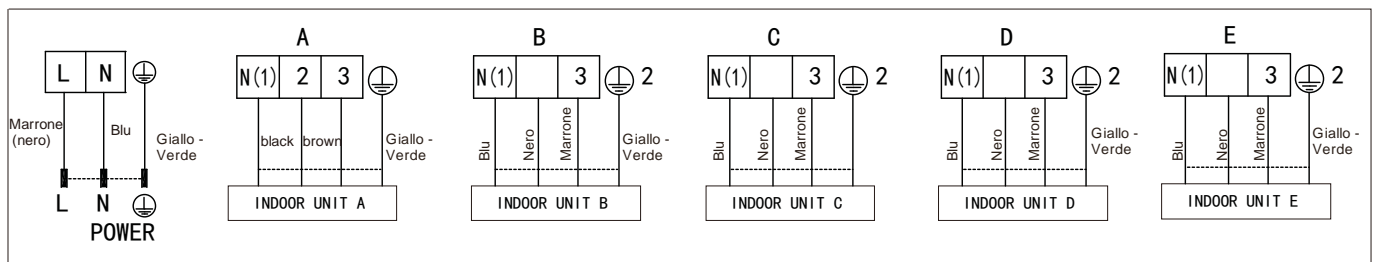 A B C D E
L N
N(1) 2 3
N(1) 3 2
N(1) 3 2
N(1) 3 2
N(1) 3 2
Marrone
(nero)
Blu
Giallo -
Verde
black brown
Giallo -
Verde
Blu
Nero
Marrone
Giallo -
Verde
Blu
Nero
Marrone
Blu
Nero
Marrone
Giallo -
Verde
Blu
Nero
Marrone
Giallo -
Verde
L N
POWER
INDOOR UNIT A
INDOOR UNIT B
INDOOR UNIT C
INDOOR UNIT D
INDOOR UNIT E